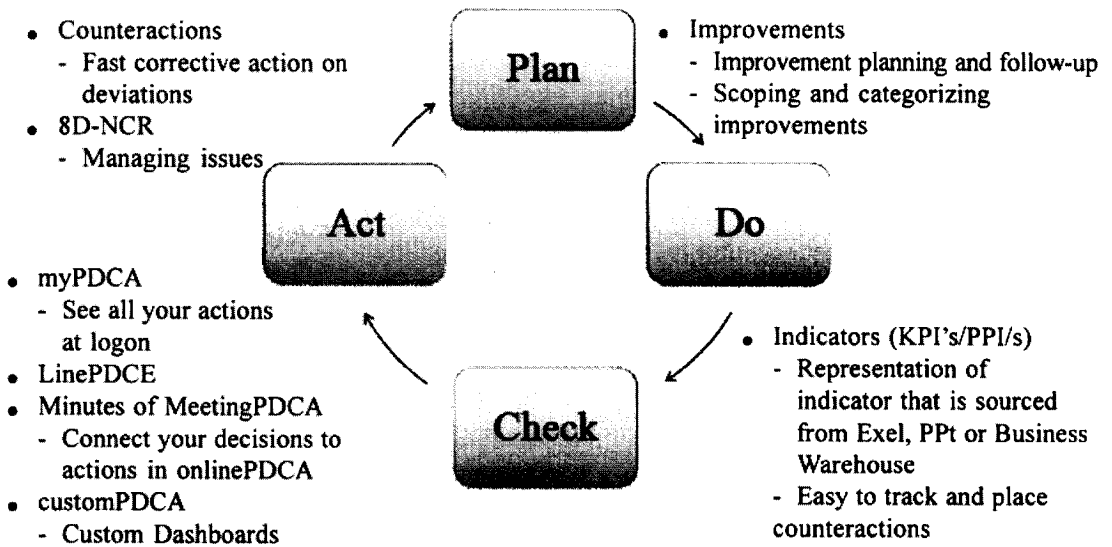 • Counteractions
- Fast corrective action on
deviations
• 8D-NCR
- Managing issues
Plan
• Improvements
- Improvement planning and follow-up
- Scoping and categorizing
improvements
Act
Do
• myPDCA
- See all your actions
at logon
• LinePDCE
• Minutes of MeetingPDCA
- Connect your decisions to
actions in onlinePDCA
• customPDCA
- Custom Dashboards
Check
• Indicators (KPI's/PPI/s)
- Representation of
indicator that is sourced
from Exel, PPt or Business
Warehouse
- Easy to track and place
counteractions